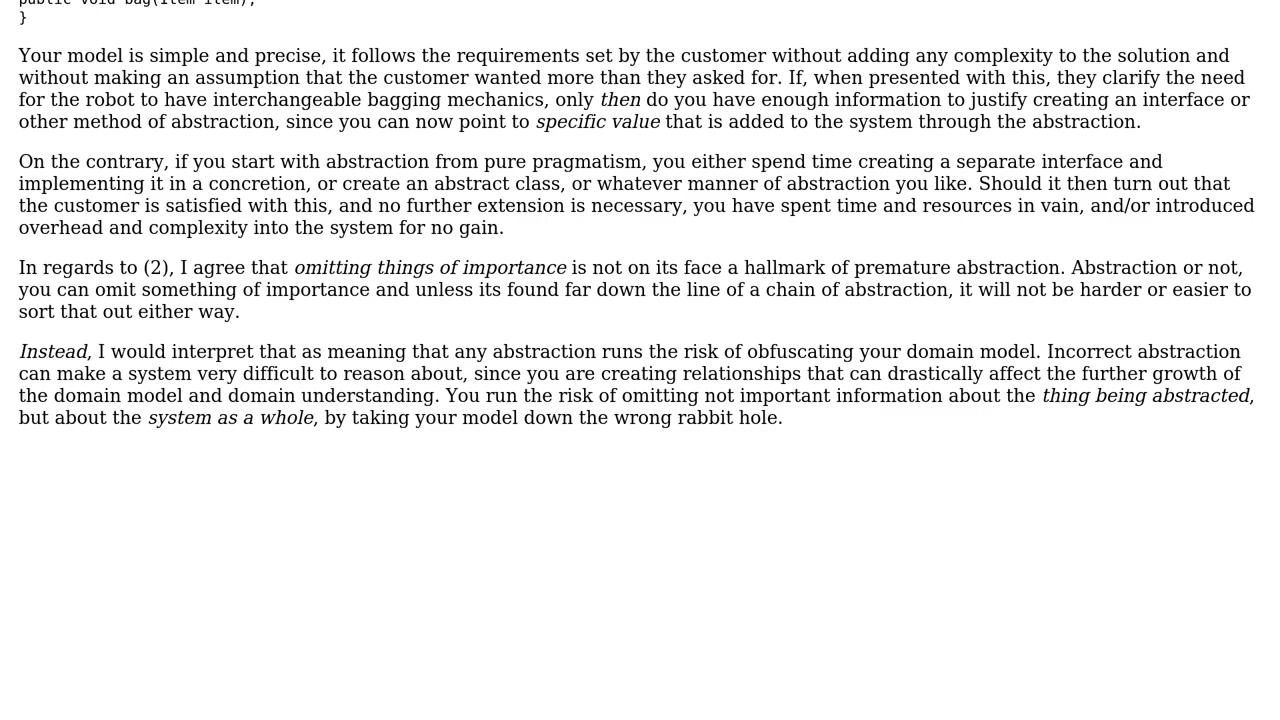 public void bag(Item item);
}
Your model is simple and precise, it follows the requirements set by the customer without adding any complexity to the solution and
without making an assumption that the customer wanted more than they asked for. If, when presented with this, they clarify the need
for the robot to have interchangeable bagging mechanics, only then do you have enough information to justify creating an interface or
other method of abstraction, since you can now point to specific value that is added to the system through the abstraction.
On the contrary, if you start with abstraction from pure pragmatism, you either spend time creating a separate interface and
implementing it in a concretion, or create an abstract class, or whatever manner of abstraction you like. Should it then turn out that
the customer is satisfied with this, and no further extension is necessary, you have spent time and resources in vain, and/or introduced
overhead and complexity into the system for no gain.
In regards to (2), I agree that omitting things of importance is not on its face a hallmark of premature abstraction. Abstraction or not,
you can omit something of importance and unless its found far down the line of a chain of abstraction, it will not be harder or easier to
sort that out either way.
Instead, I would interpret that as meaning that any abstraction runs the risk of obfuscating your domain model. Incorrect abstraction
can make a system very difficult to reason about, since you are creating relationships that can drastically affect the further growth of
the domain model and domain understanding. You run the risk of omitting not important information about the thing being abstracted,
but about the system as a whole, by taking your model down the wrong rabbit hole.